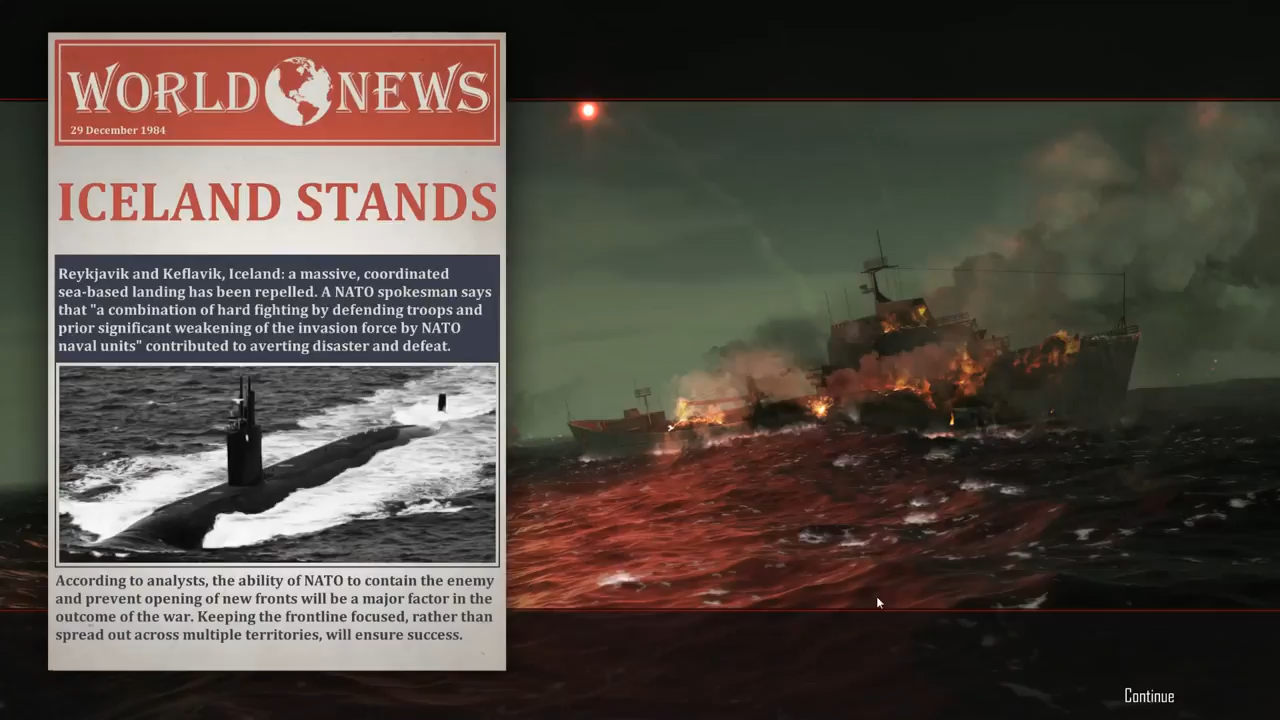 WORLD NEWS
29 December 1984
ICELAND STANDS
Reykjavik and Keflavik, Iceland: a massive, coordinated
sea-based landing has been repelled. A NATO spokesman says
that "a combination of hard fighting by defending troops and
prior significant weakening of the invasion force by NATO
naval units" contributed to averting disaster and defeat.
According to analysts, the ability of NATO to contain the enemy
and prevent opening of new fronts will be a major factor in the
outcome of the war. Keeping the frontline focused, rather than
spread out across multiple territories, will ensure success.
Continue